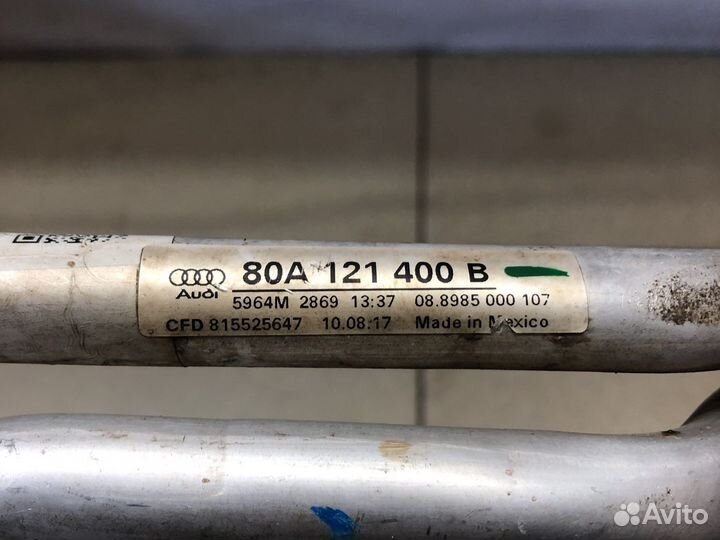 80A 121 400 B
Audi
5964M 2869 13:37 08.8985 000 107
CFD 815525647 10.08.17 Made in Mexico
Avito